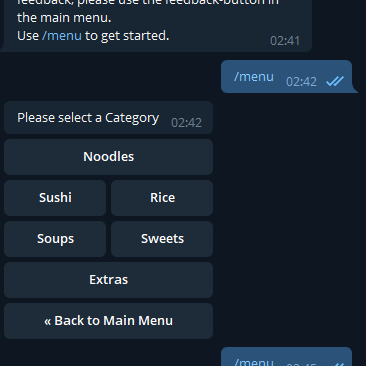 feedback, please use the feedback-button in
the main menu.
Use /menu to get started.
02:41
/menu 02:42
Please select a Category 02:42
Noodles
Sushi Rice
Soups Sweets
Extras
« Back to Main Menu
/menu